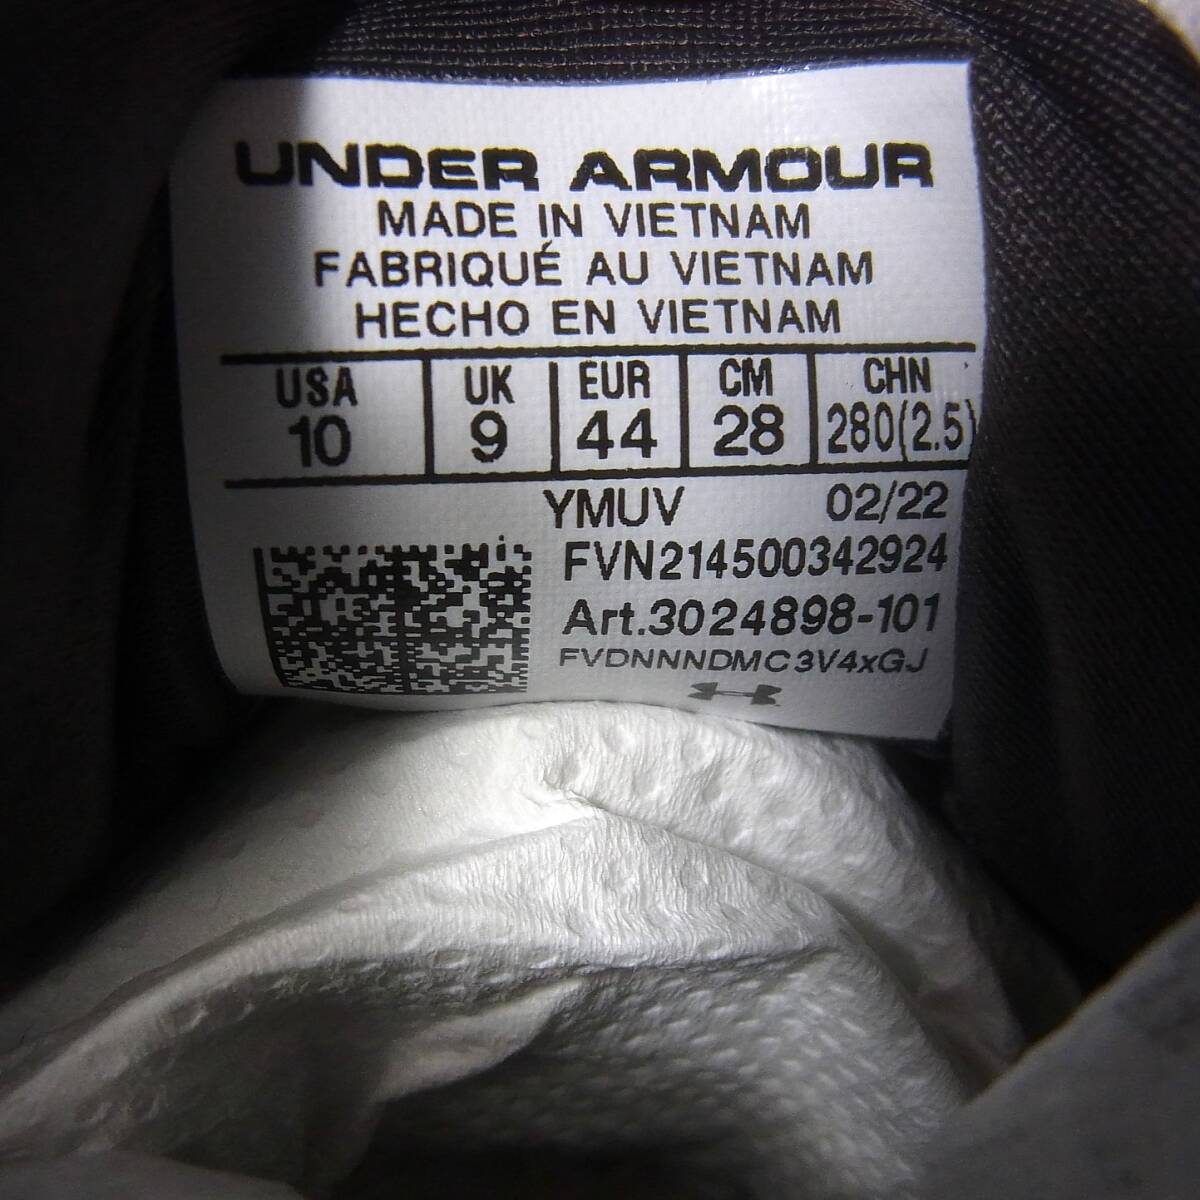 UNDER ARMOUR
MADE IN VIETNAM
FABRIQUÉ AU VIETNAM
HECHO EN VIETNAM
USA UK EUR CM CHN
10 9 44 28 280(2.5)
YMUV 02/22
FVN214500342924
Art.3024898-101
FVDNNNDMC3V4xGJ